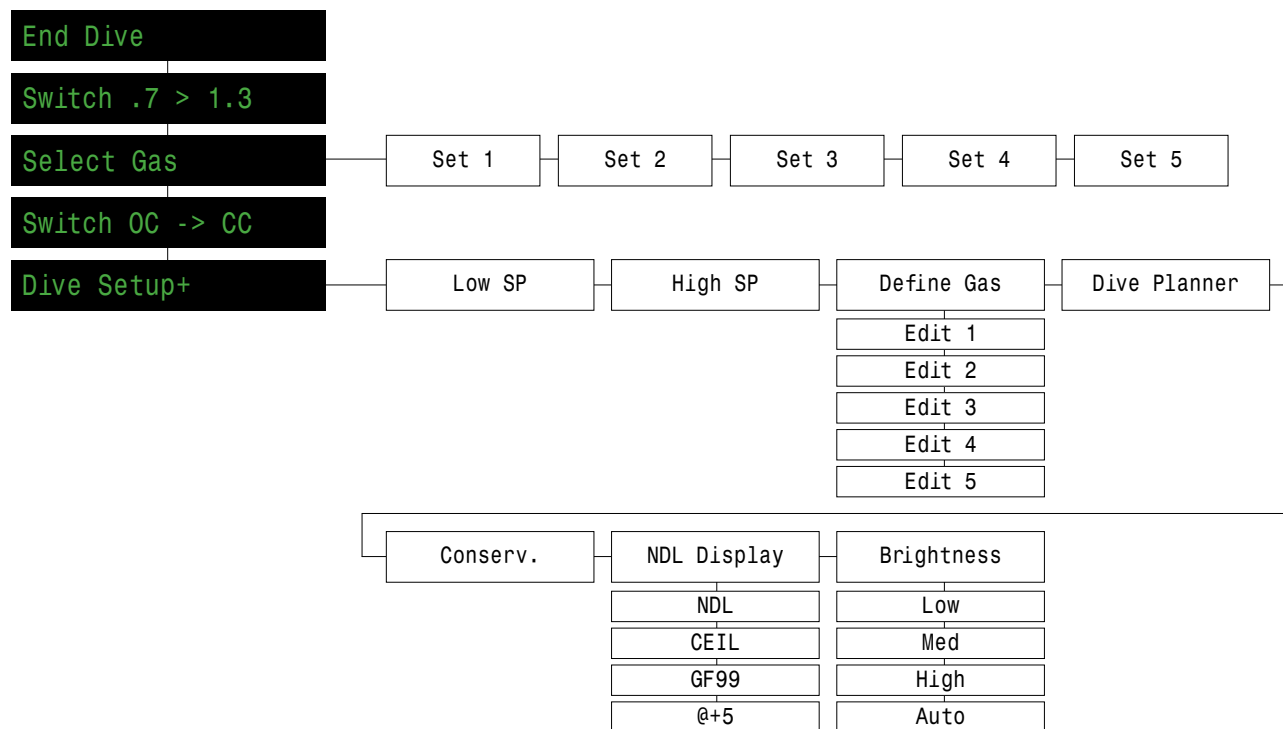 End Dive
Switch .7 > 1.3
Select Gas
Set 1
Set 2
Set 3
Set 4
Set 5
Switch OC -> CC
Dive Setup+
Low SP
High SP
Define Gas
Dive Planner
Edit 1
Edit 2
Edit 3
Edit 4
Edit 5
Conserv.
NDL Display
Brightness
NDL
Low
CEIL
Med
GF99
High
@+5
Auto